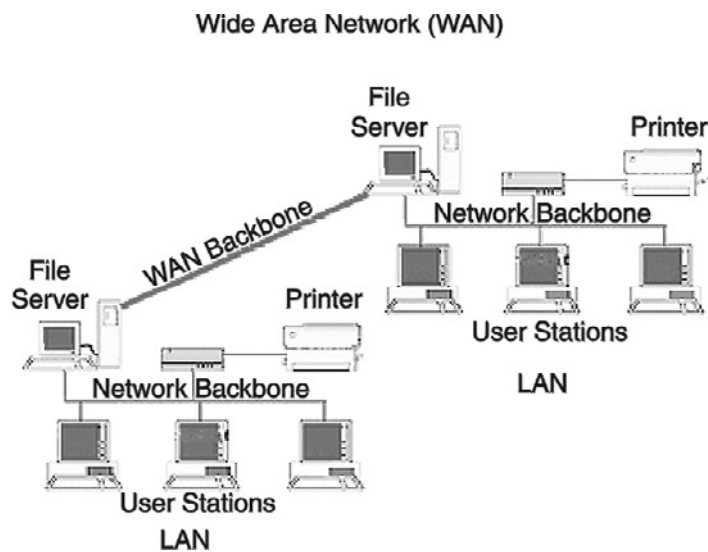 Wide Area Network (WAN)
File
Server
Printer
Network Backbone
User Stations
LAN
WAN Backbone
File
Server
Printer
Network Backbone
User Stations
LAN